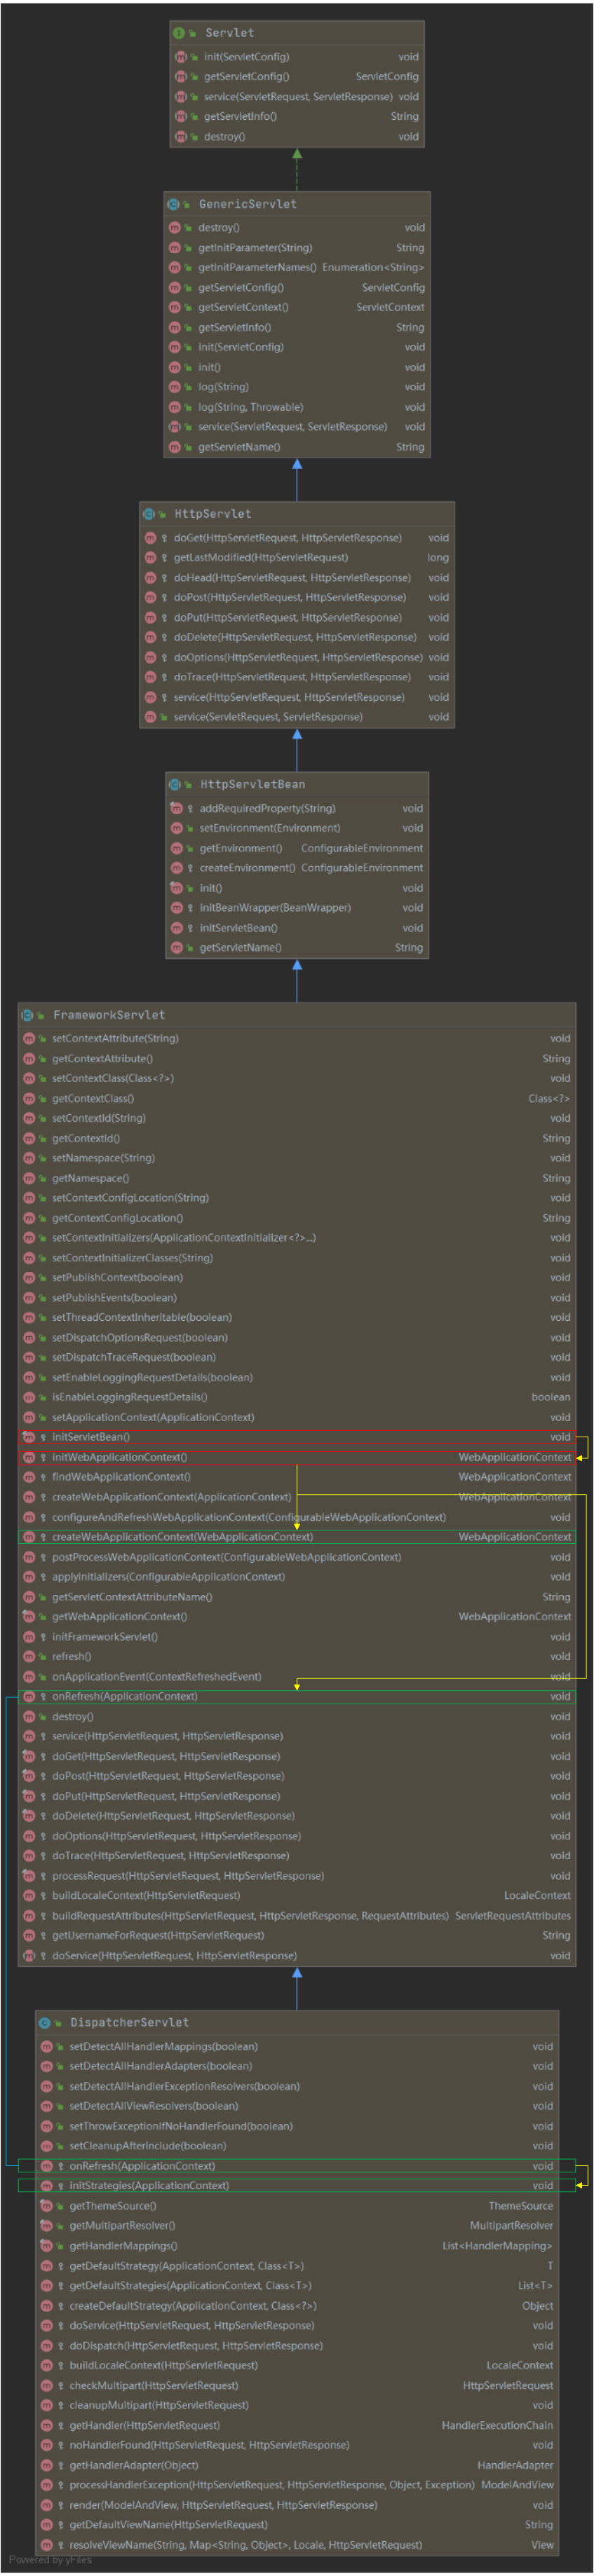 Servlet
init(ServletConfig) void
getServletConfig() ServletConfig
service(ServletRequest, ServletResponse) void
getServletInfo() String
destroy() void
GenericServlet
destroy() void
getInitParameter(String) String
getInitParameterNames() Enumeration<String>
getServletConfig() ServletConfig
getServletContext() ServletContext
getServletInfo() String
init(ServletConfig) void
init() void
log(String) void
log(String, Throwable) void
service(ServletRequest, ServletResponse) void
getServletName() String
HttpServlet
doGet(HttpServletRequest, HttpServletResponse) void
getLastModified(HttpServletRequest) long
doHead(HttpServletRequest, HttpServletResponse) void
doPost(HttpServletRequest, HttpServletResponse) void
doPut(HttpServletRequest, HttpServletResponse) void
doDelete(HttpServletRequest, HttpServletResponse) void
doOptions(HttpServletRequest, HttpServletResponse) void
doTrace(HttpServletRequest, HttpServletResponse) void
service(HttpServletRequest, HttpServletResponse) void
service(ServletRequest, ServletResponse) void
HttpServletBean
addRequiredProperty(String) void
setEnvironment(Environment) void
getEnvironment() ConfigurableEnvironment
createEnvironment() ConfigurableEnvironment
init() void
initBeanWrapper(BeanWrapper) void
initServletBean() void
getServletName() String
FrameworkServlet
setContextAttribute(String) void
getContextAttribute() String
setContextClass(Class<?>) void
getContextClass() Class<?>
setContextId(String) void
getContextId() String
setNamespace(String) void
getNamespace() String
setContextConfigLocation(String) void
getContextConfigLocation() String
setContextInitializers(ApplicationContextInitializer<?>...) void
setContextInitializerClasses(String) void
setPublishContext(boolean) void
setPublishEvents(boolean) void
setThreadContextInheritable(boolean) void
setDispatchOptionsRequest(boolean) void
setDispatchTraceRequest(boolean) void
setEnableLoggingRequestDetails(boolean) void
isEnableLoggingRequestDetails() boolean
setApplicationContext(ApplicationContext) void
initServletBean() void
initWebApplicationContext() WebApplicationContext
findWebApplicationContext() WebApplicationContext
createWebApplicationContext(ApplicationContext) WebApplicationContext
configureAndRefreshWebApplicationContext(ConfigurableWebApplicationContext) void
createWebApplicationContext(WebApplicationContext) WebApplicationContext
postProcessWebApplicationContext(ConfigurableWebApplicationContext) void
applyInitializers(ConfigurableApplicationContext) void
getServletContextAttributeName() String
getWebApplicationContext() WebApplicationContext
initFrameworkServlet() void
refresh() void
onApplicationEvent(ContextRefreshedEvent) void
onRefresh(ApplicationContext) void
destroy() void
service(HttpServletRequest, HttpServletResponse) void
doGet(HttpServletRequest, HttpServletResponse) void
doPost(HttpServletRequest, HttpServletResponse) void
doPut(HttpServletRequest, HttpServletResponse) void
doDelete(HttpServletRequest, HttpServletResponse) void
doOptions(HttpServletRequest, HttpServletResponse) void
doTrace(HttpServletRequest, HttpServletResponse) void
processRequest(HttpServletRequest, HttpServletResponse) void
buildLocaleContext(HttpServletRequest) LocaleContext
buildRequestAttributes(HttpServletRequest, HttpServletResponse, RequestAttributes) ServletRequestAttributes
getUsernameForRequest(HttpServletRequest) String
doService(HttpServletRequest, HttpServletResponse) void
DispatcherServlet
setDetectAllHandlerMappings(boolean) void
setDetectAllHandlerAdapters(boolean) void
setDetectAllHandlerExceptionResolvers(boolean) void
setDetectAllViewResolvers(boolean) void
setThrowExceptionIfNoHandlerFound(boolean) void
setCleanupAfterInclude(boolean) void
onRefresh(ApplicationContext) void
initStrategies(ApplicationContext) void
getThemeSource() ThemeSource
getMultipartResolver() MultipartResolver
getHandlerMappings() List<HandlerMapping>
getDefaultStrategy(ApplicationContext, Class<T>) T
getDefaultStrategies(ApplicationContext, Class<T>) List<T>
createDefaultStrategy(ApplicationContext, Class<?>) Object
doService(HttpServletRequest, HttpServletResponse) void
doDispatch(HttpServletRequest, HttpServletResponse) void
buildLocaleContext(HttpServletRequest) LocaleContext
checkMultipart(HttpServletRequest) HttpServletRequest
cleanupMultipart(HttpServletRequest) void
getHandler(HttpServletRequest) HandlerExecutionChain
noHandlerFound(HttpServletRequest, HttpServletResponse) void
getHandlerAdapter(Object) HandlerAdapter
processHandlerException(HttpServletRequest, HttpServletResponse, Object, Exception) ModelAndView
render(ModelAndView, HttpServletRequest, HttpServletResponse) void
getDefaultViewName(HttpServletRequest) String
resolveViewName(String, Map<String, Object>, Locale, HttpServletRequest) View
Powered by yFiles